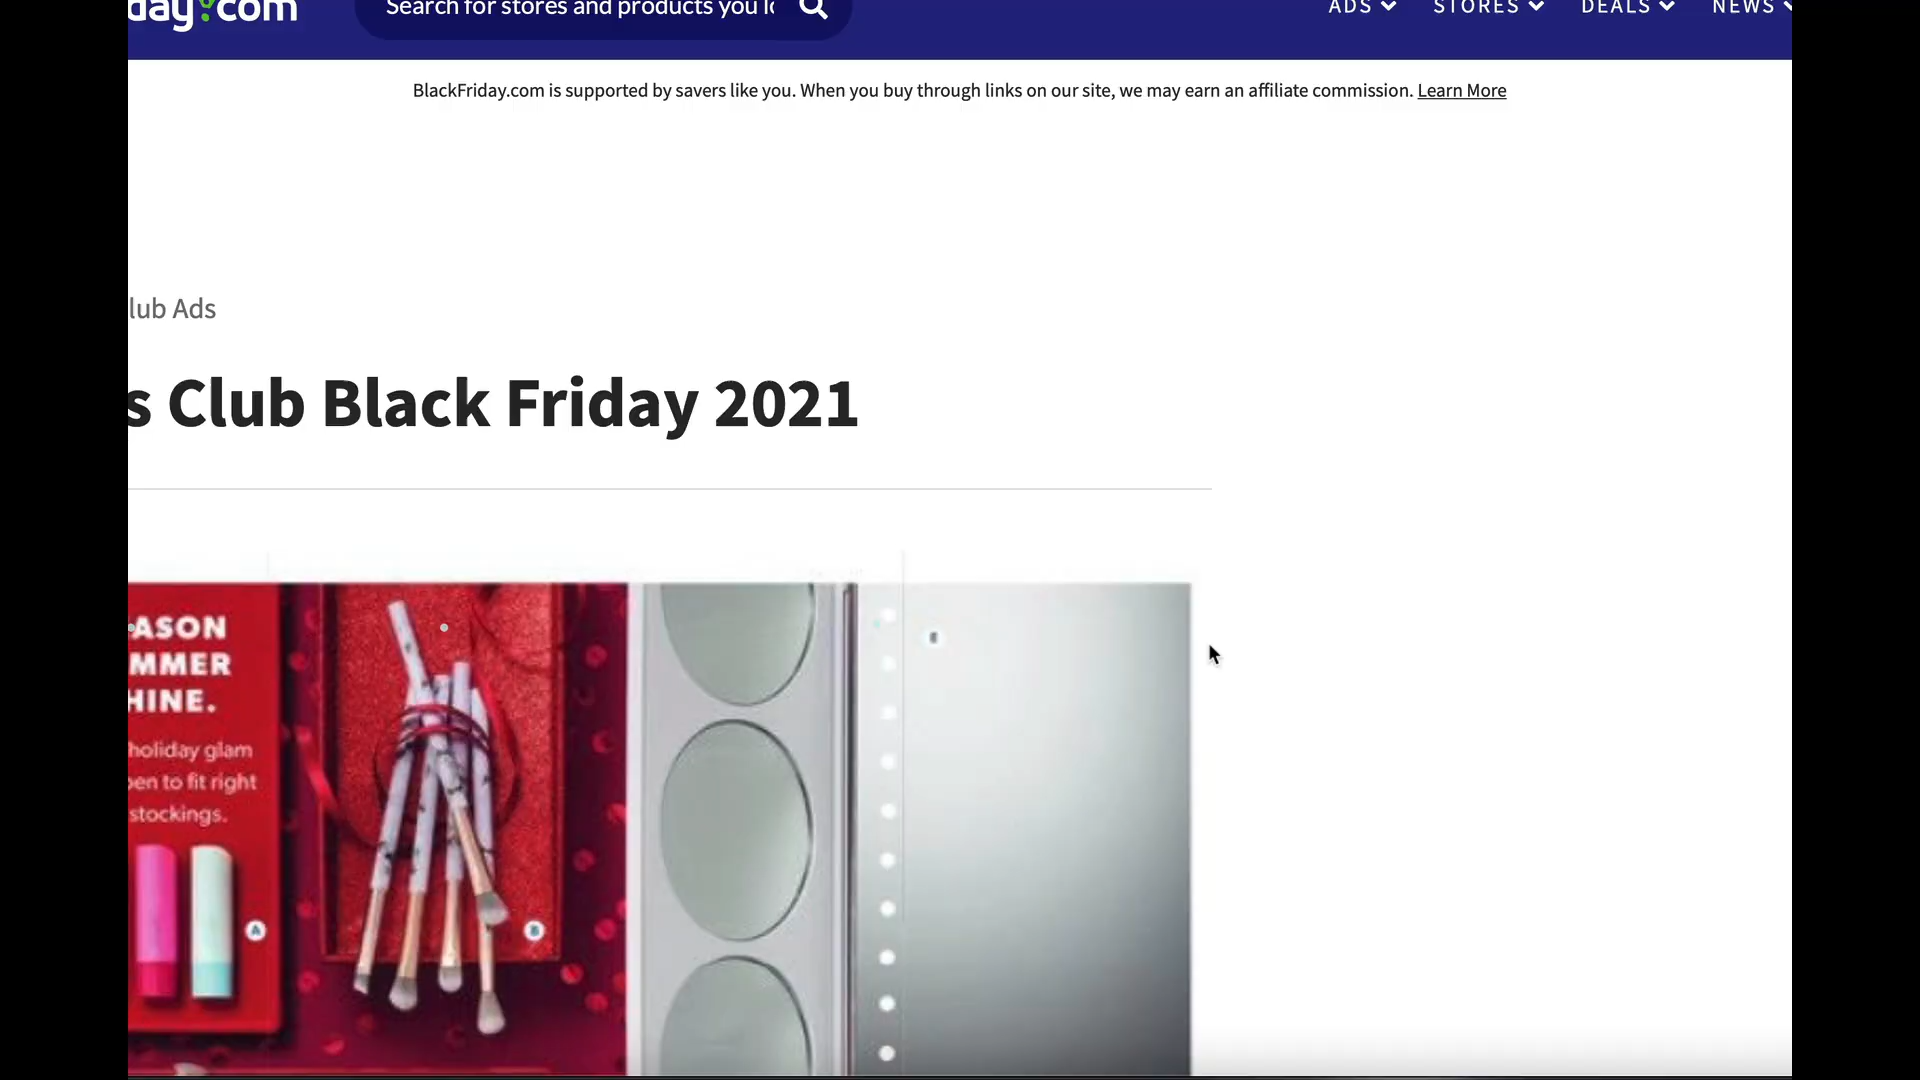 day.com
Search for stores and products you lo
ADS
STORES
DEALS
NEWS
BlackFriday.com is supported by savers like you. When you buy through links on our site, we may earn an affiliate commission. Learn More
lub Ads
s Club Black Friday 2021
ASON
MMER
HINE.
holiday glam
pen to fit right
stockings.
A
B